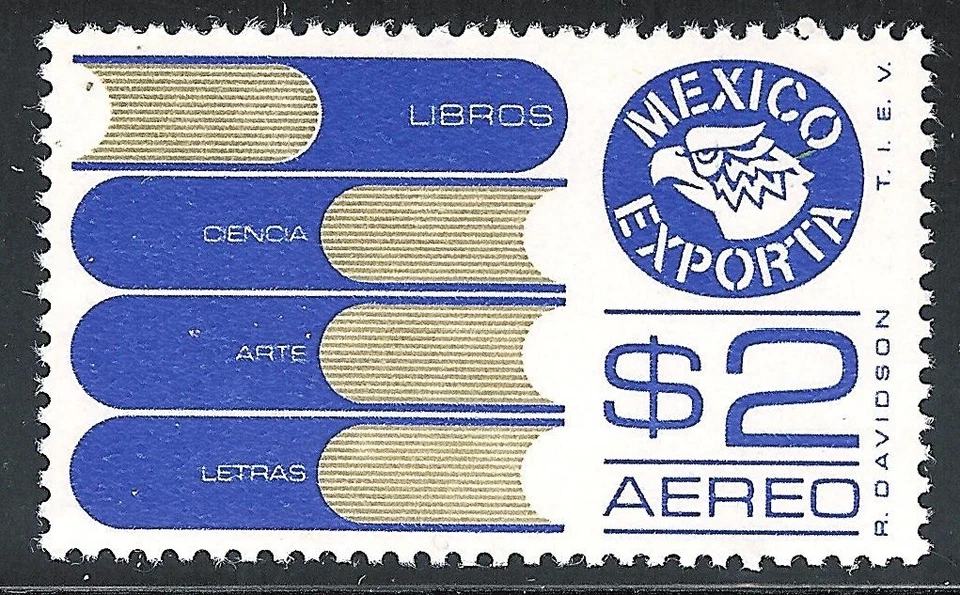 LIBROS
CIENCIA
ARTE
LETRAS
MEXICO
EXPORTA
$2
AEREO
R. DAVIDSON
T. I. E. V.